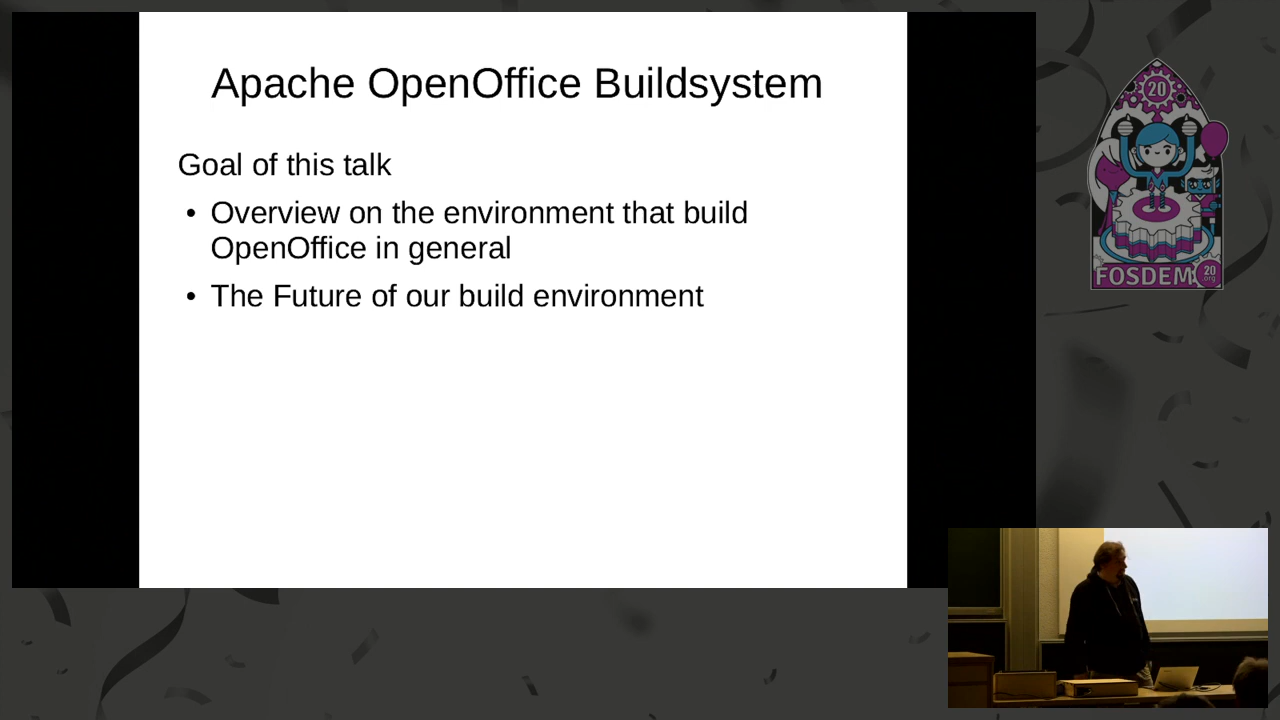 Apache OpenOffice Buildsystem
Goal of this talk
• Overview on the environment that build
OpenOffice in general
• The Future of our build environment
20
FOSDEM
20
org